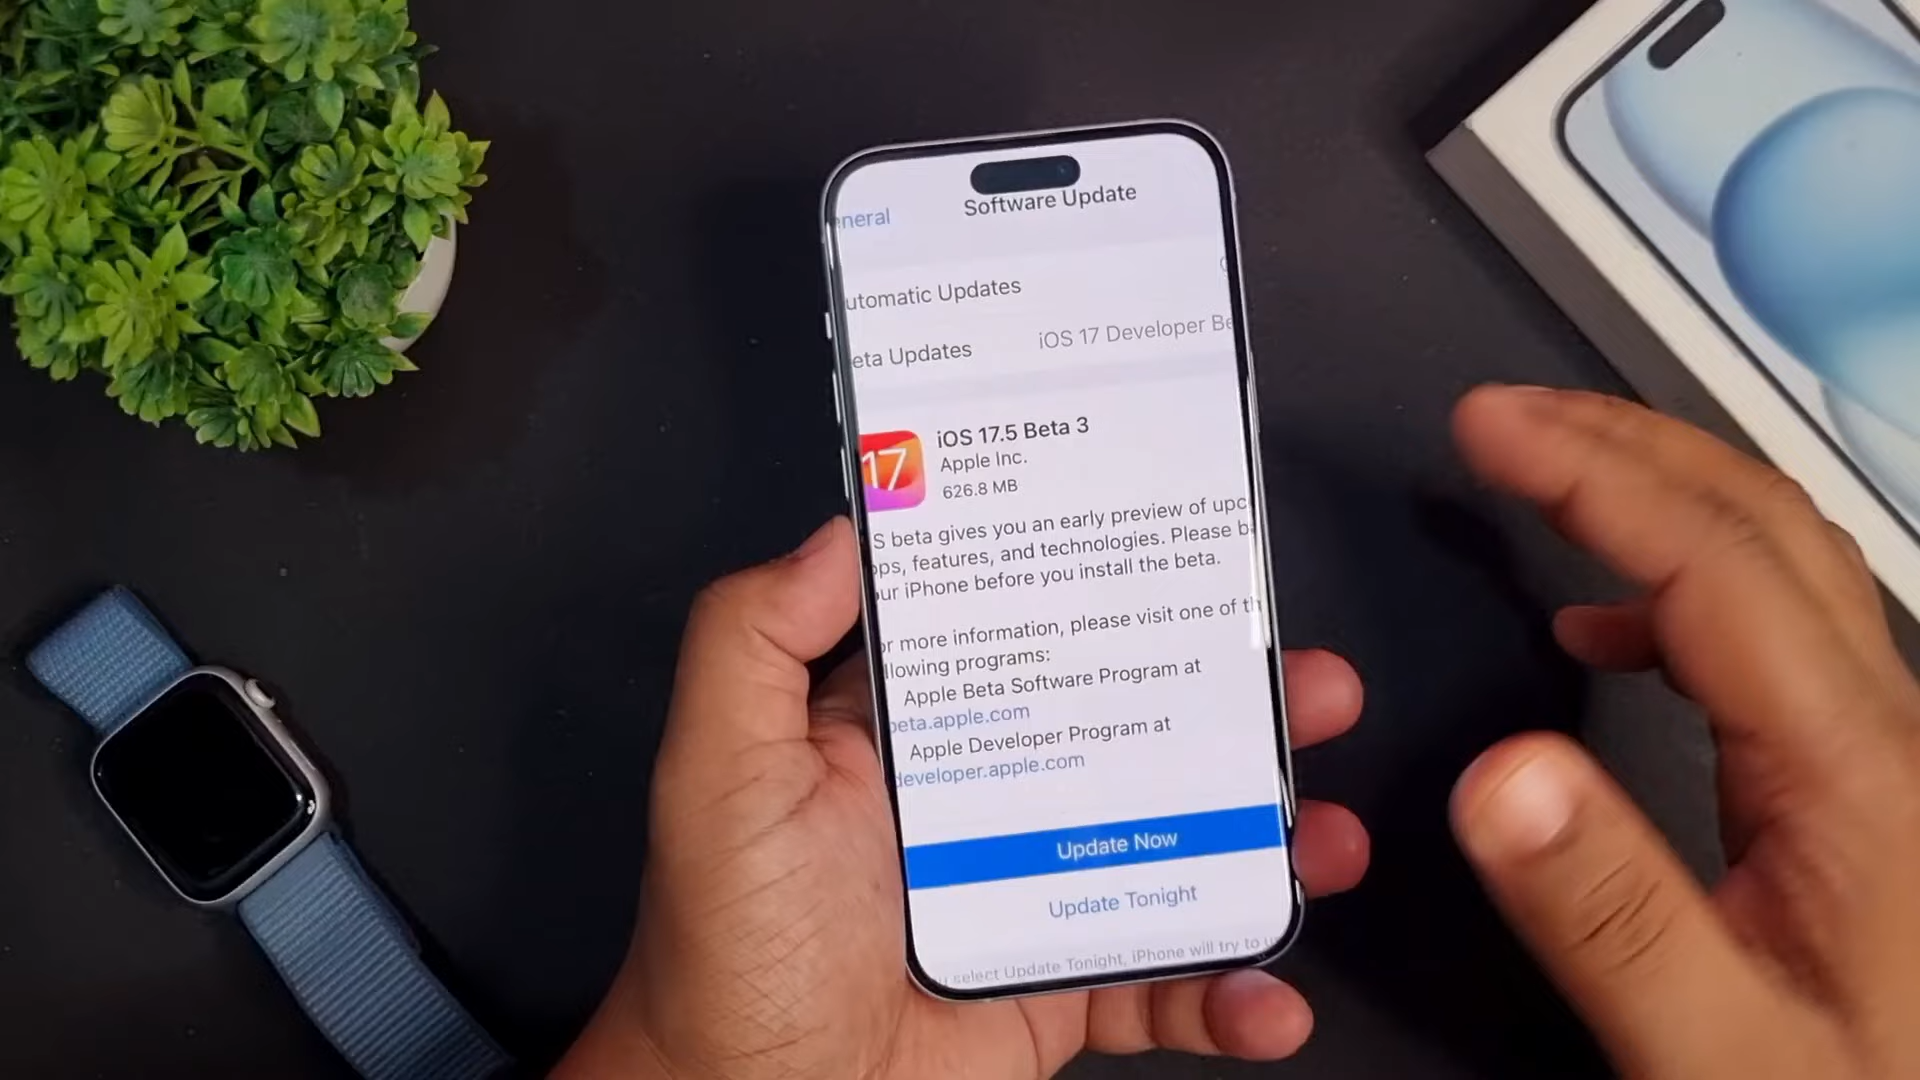 neral
Software Update
utomatic Updates
eta Updates
iOS 17 Developer Be
iOS 17.5 Beta 3
Apple Inc.
626.8 MB
17
S beta gives you an early preview of upc
ps, features, and technologies. Please b
ur iPhone before you install the beta.
or more information, please visit one of th
llowing programs:
Apple Beta Software Program at
beta.apple.com
Apple Developer Program at
developer.apple.com
Update Now
Update Tonight
select Update Tonight, iPhone will try to u